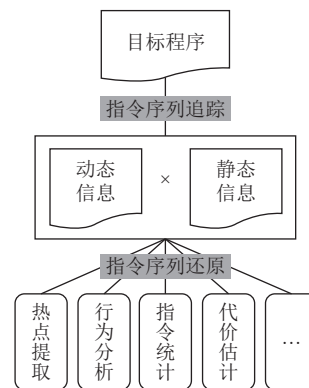 目标程序
指令序列追踪
动态
信息
×
静态
信息
指令序列还原
热点提取
行为分析
指令统计
代价估计
…